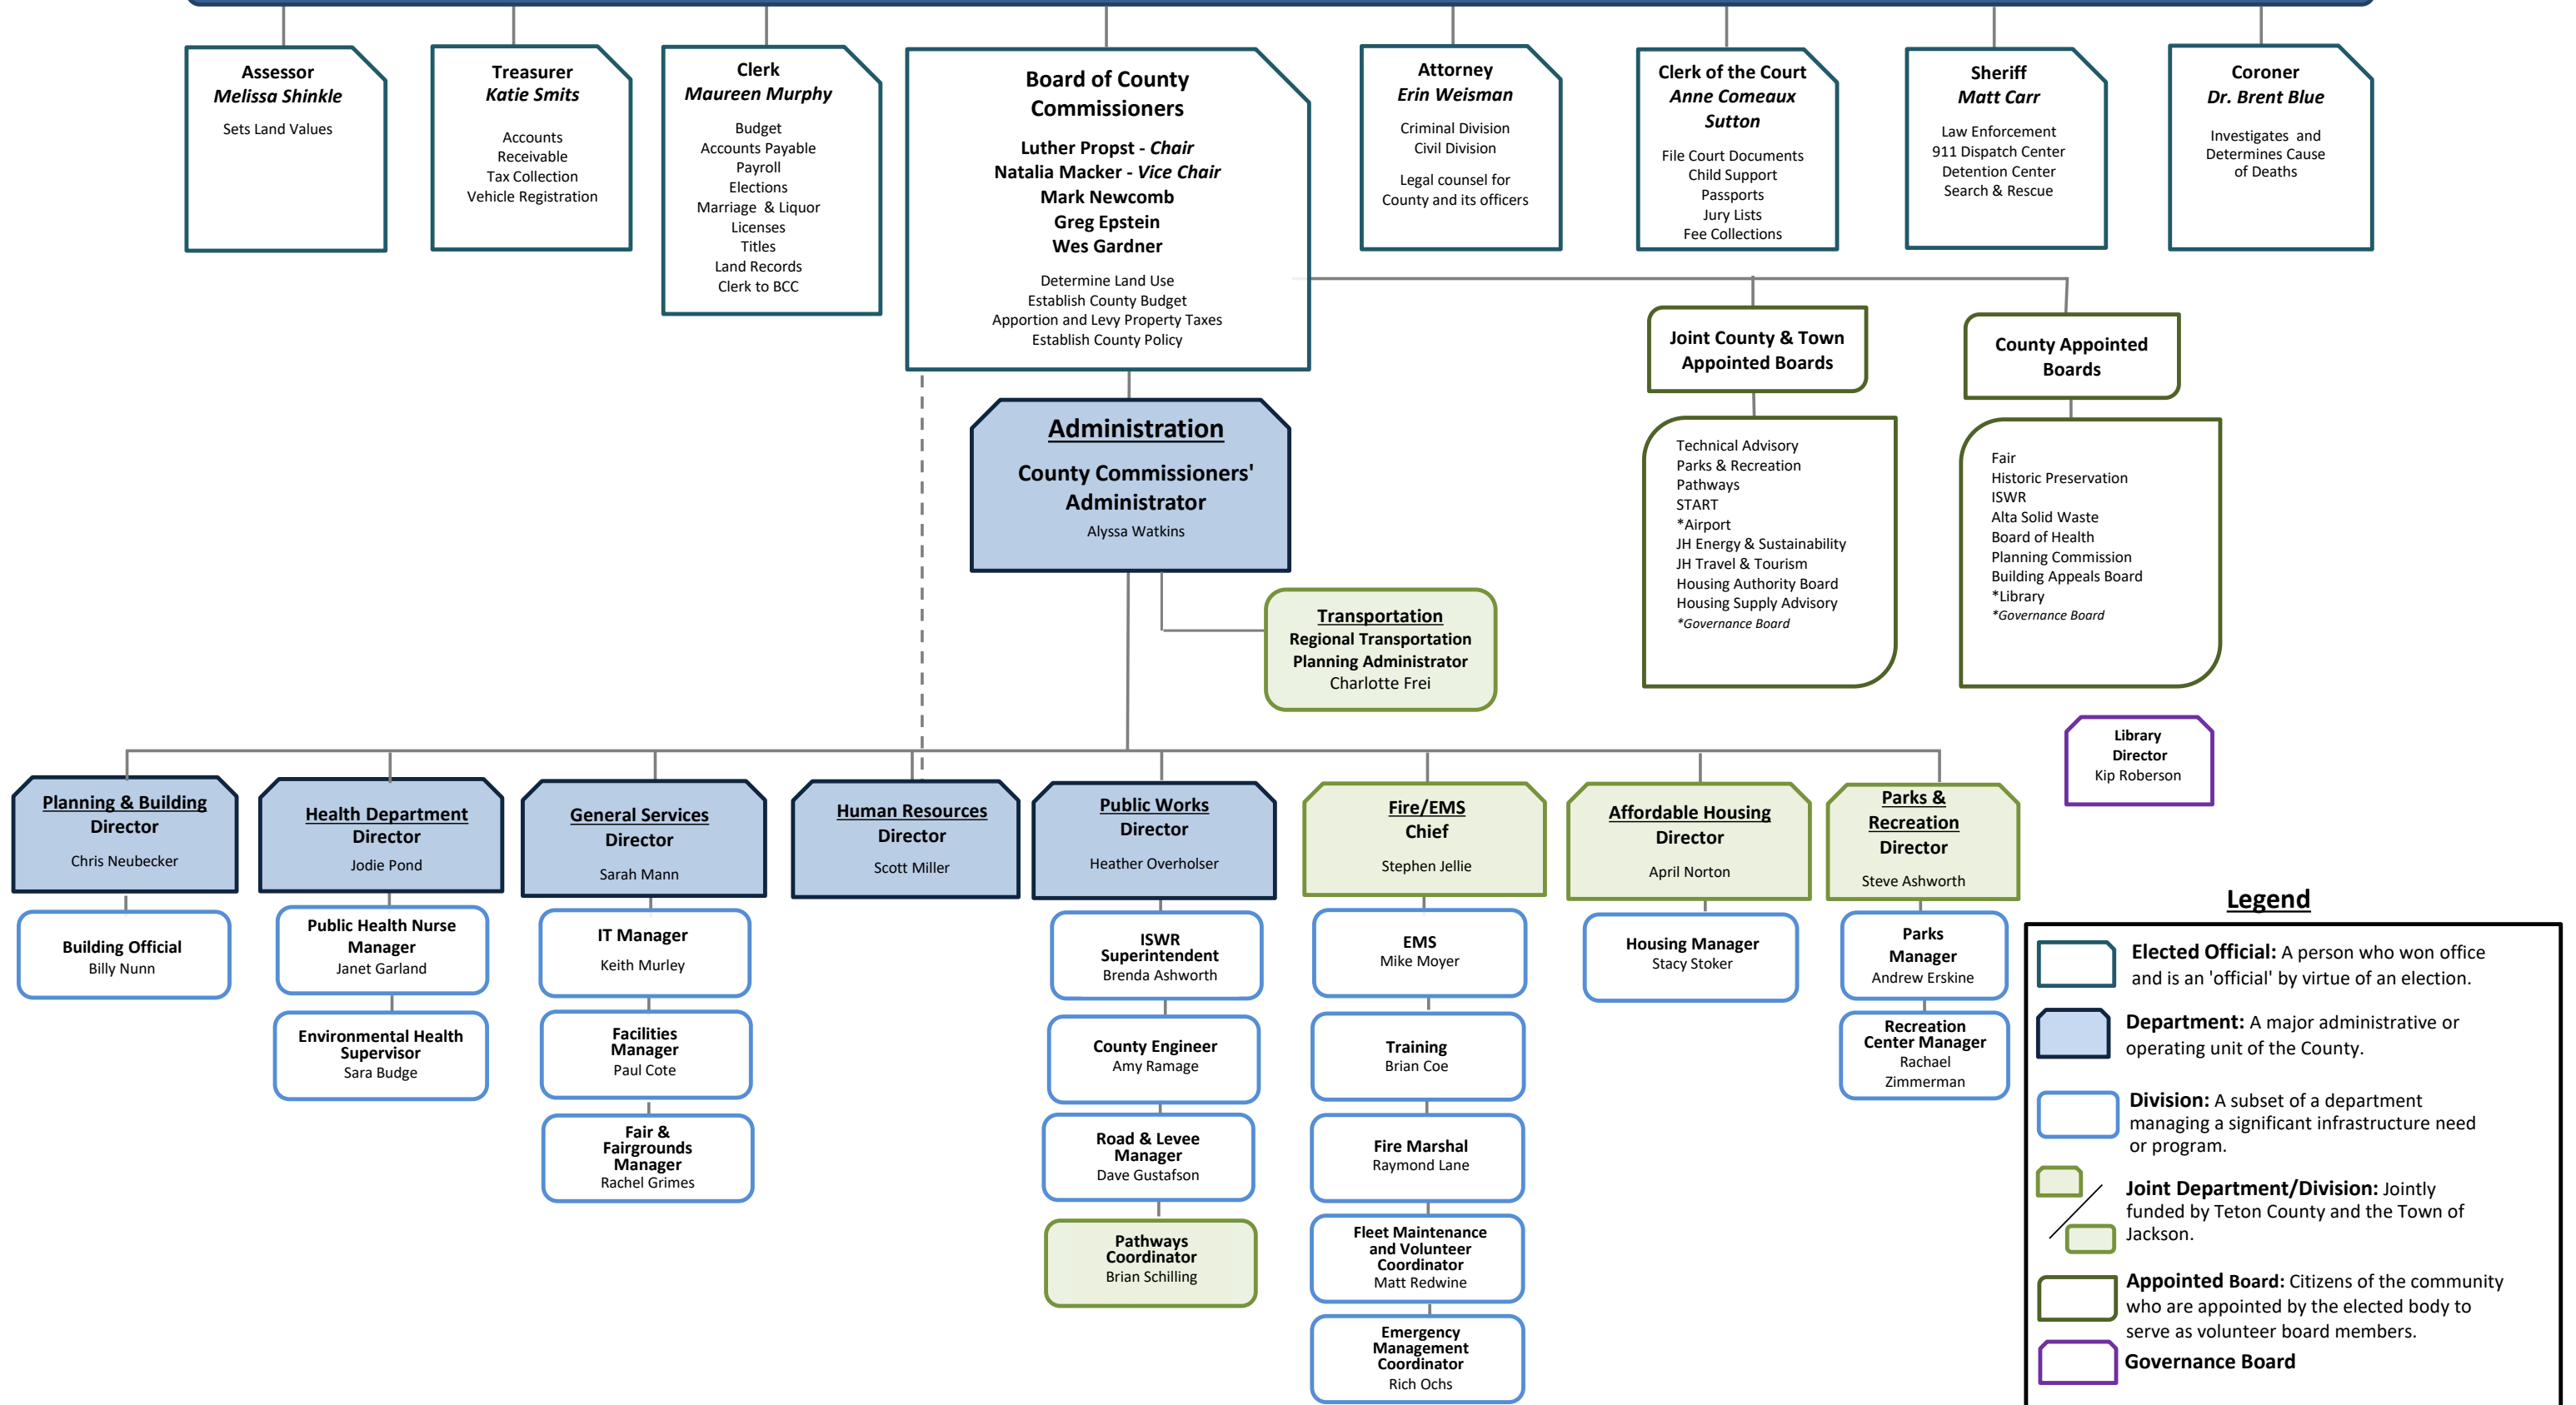 Assessor
Melissa Shinkle
Sets Land Values
Treasurer
Katie Smits
Accounts
Receivable
Tax Collection
Vehicle Registration
Clerk
Maureen Murphy
Budget
Accounts Payable
Payroll
Elections
Marriage & Liquor
Licenses
Titles
Land Records
Clerk to BCC
Board of County
Commissioners
Luther Propst - Chair
Natalia Macker - Vice Chair
Mark Newcomb
Greg Epstein
Wes Gardner
Determine Land Use
Establish County Budget
Apportion and Levy Property Taxes
Establish County Policy
Attorney
Erin Weisman
Criminal Division
Civil Division
Legal counsel for
County and its officers
Clerk of the Court
Anne Comeaux
Sutton
File Court Documents
Child Support
Passports
Jury Lists
Fee Collections
Sheriff
Matt Carr
Law Enforcement
911 Dispatch Center
Detention Center
Search & Rescue
Coroner
Dr. Brent Blue
Investigates and
Determines Cause
of Deaths
Joint County & Town
Appointed Boards
Technical Advisory
Parks & Recreation
Pathways
START
*Airport
JH Energy & Sustainability
JH Travel & Tourism
Housing Authority Board
Housing Supply Advisory
*Governance Board
County Appointed
Boards
Fair
Historic Preservation
ISWR
Alta Solid Waste
Board of Health
Planning Commission
Building Appeals Board
*Library
*Governance Board
Administration
County Commissioners'
Administrator
Alyssa Watkins
Transportation
Regional Transportation
Planning Administrator
Charlotte Frei
Library
Director
Kip Roberson
Planning & Building
Director
Chris Neubecker
Building Official
Billy Nunn
Health Department
Director
Jodie Pond
Public Health Nurse
Manager
Janet Garland
Environmental Health
Supervisor
Sara Budge
General Services
Director
Sarah Mann
IT Manager
Keith Murley
Facilities
Manager
Paul Cote
Fair &
Fairgrounds
Manager
Rachel Grimes
Human Resources
Director
Scott Miller
Public Works
Director
Heather Overholser
ISWR
Superintendent
Brenda Ashworth
County Engineer
Amy Ramage
Road & Levee
Manager
Dave Gustafson
Pathways
Coordinator
Brian Schilling
Fire/EMS
Chief
Stephen Jellie
EMS
Mike Moyer
Training
Brian Coe
Fire Marshal
Raymond Lane
Fleet Maintenance
and Volunteer
Coordinator
Matt Redwine
Emergency
Management
Coordinator
Rich Ochs
Affordable Housing
Director
April Norton
Housing Manager
Stacy Stoker
Parks &
Recreation
Director
Steve Ashworth
Parks
Manager
Andrew Erskine
Recreation
Center Manager
Rachael
Zimmerman
Legend
Elected Official: A person who won office
and is an 'official' by virtue of an election.
Department: A major administrative or
operating unit of the County.
Division: A subset of a department
managing a significant infrastructure need
or program.
Joint Department/Division: Jointly
funded by Teton County and the Town of
Jackson.
Appointed Board: Citizens of the community
who are appointed by the elected body to
serve as volunteer board members.
Governance Board